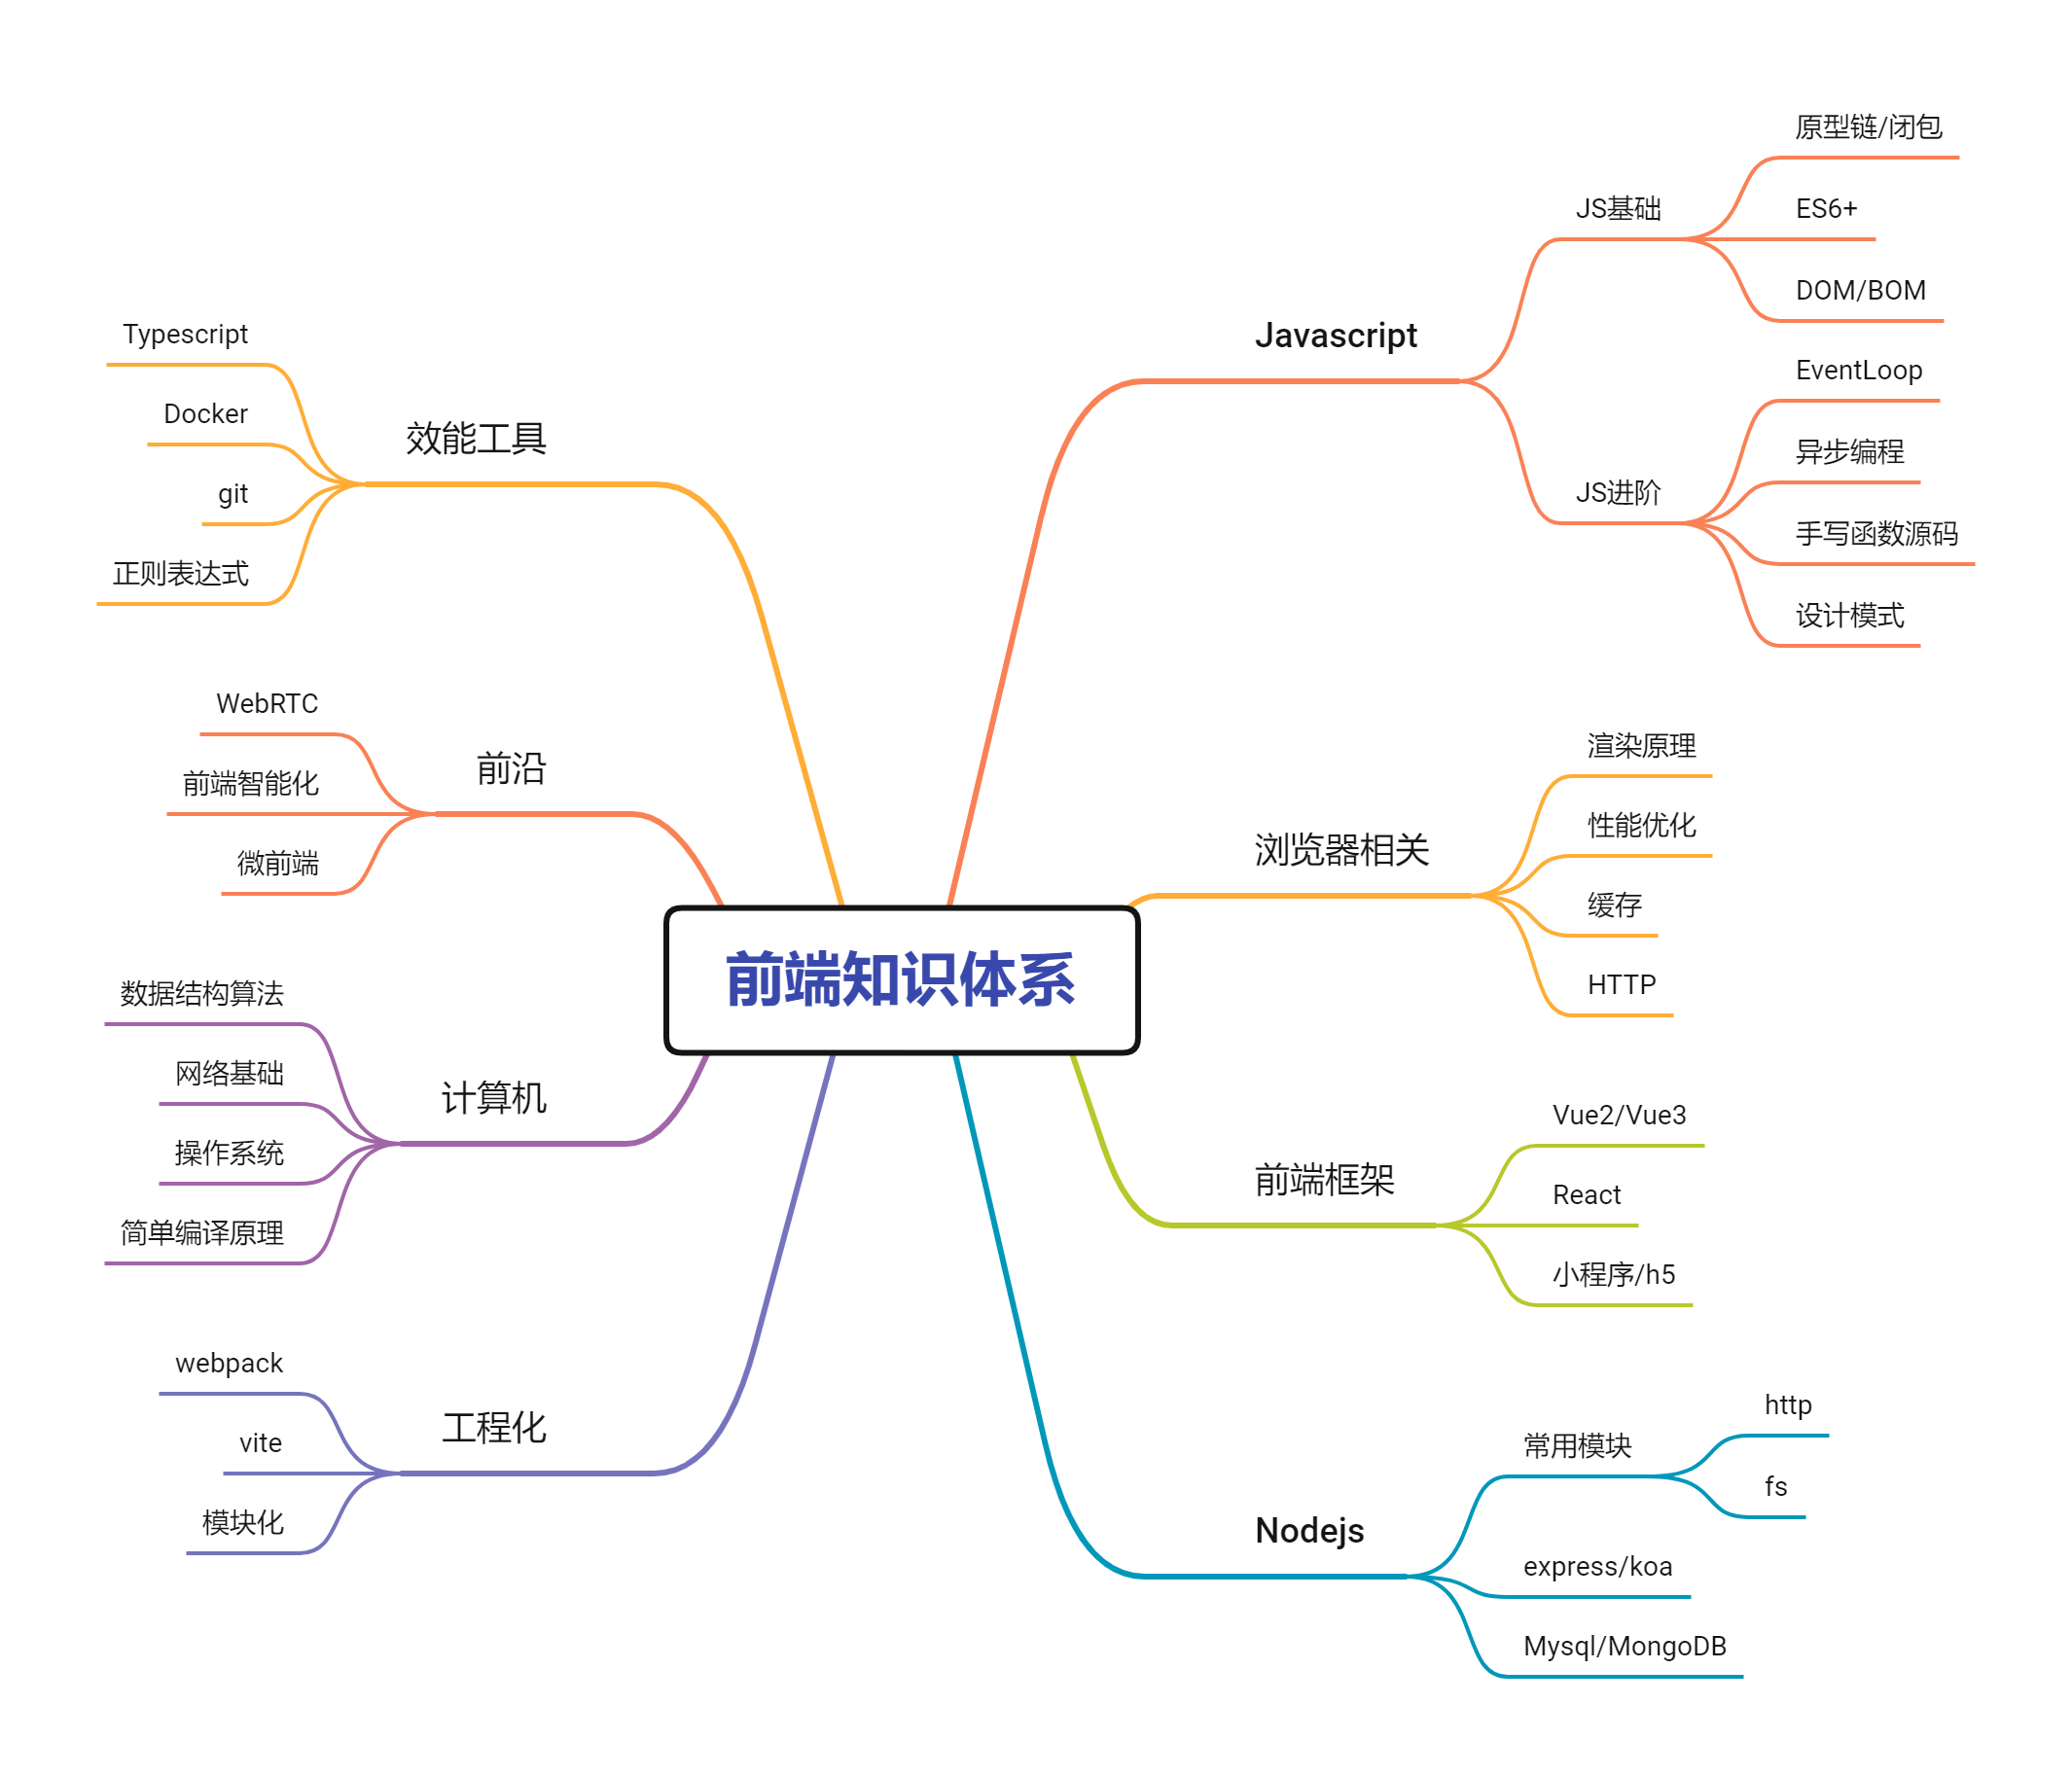 前端知识体系
Javascript
JS基础
原型链/闭包
ES6+
DOM/BOM
JS进阶
EventLoop
异步编程
手写函数源码
设计模式
浏览器相关
渲染原理
性能优化
缓存
HTTP
前端框架
Vue2/Vue3
React
小程序/h5
Nodejs
常用模块
http
fs
express/koa
Mysql/MongoDB
效能工具
Typescript
Docker
git
正则表达式
前沿
WebRTC
前端智能化
微前端
计算机
数据结构算法
网络基础
操作系统
简单编译原理
工程化
webpack
vite
模块化